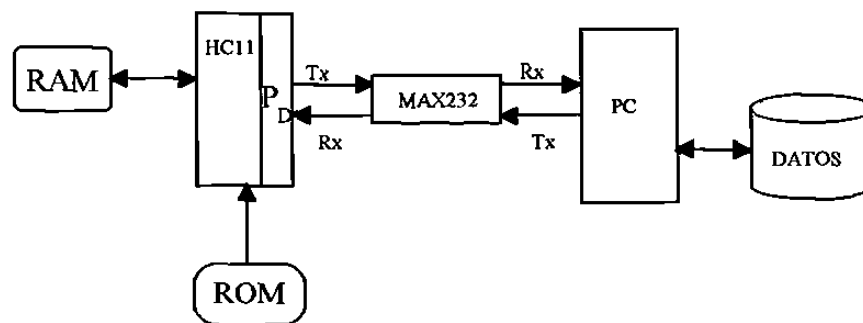 HC11
RAM
Tx
Rx
P
D
MAX232
PC
Rx
Tx
DATOS
ROM